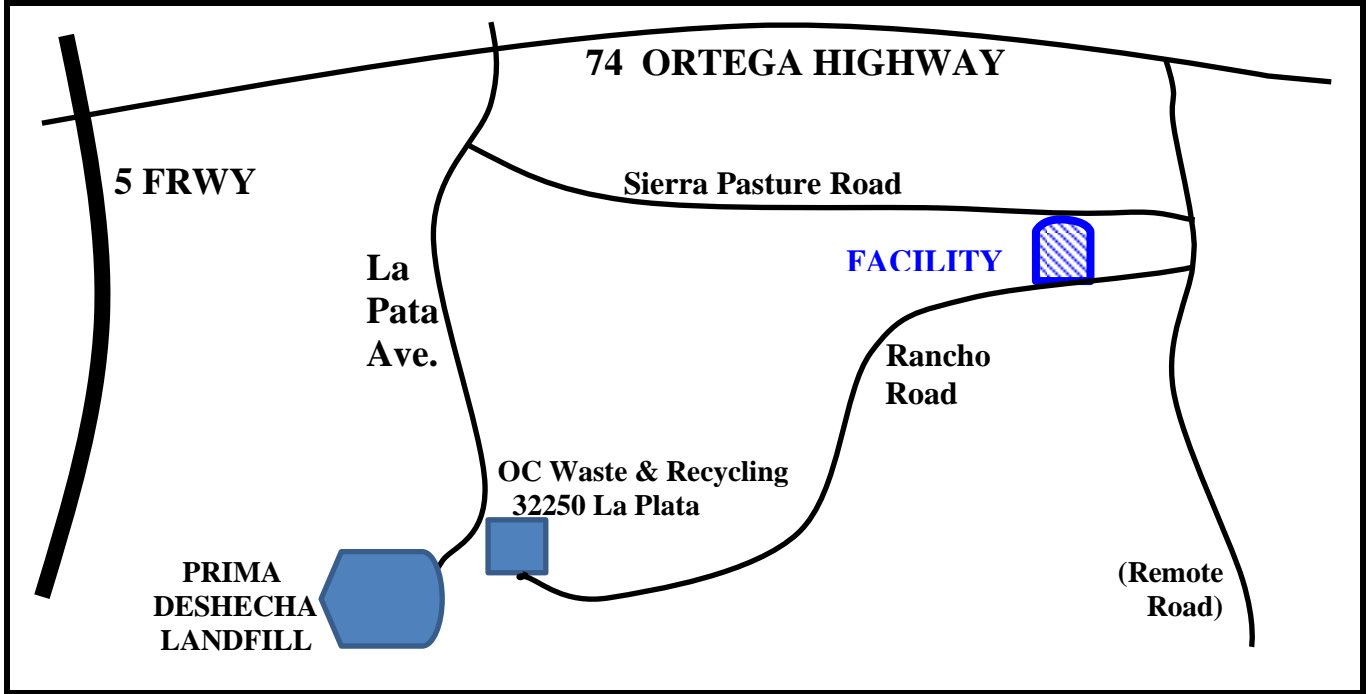 74 ORTEGA HIGHWAY
5 FRWY
Sierra Pasture Road
FACILITY
La
Pata
Ave.
Rancho
Road
OC Waste & Recycling
32250 La Plata
PRIMA
DESHECHA
LANDFILL
(Remote
Road)